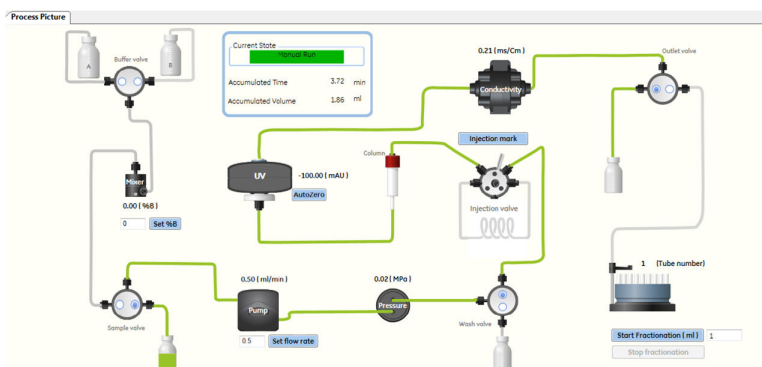 Process Picture
A
B
Buffer valve
Current State
Manual Run
Accumulated Time 3.72 min
Accumulated Volume 1.86 ml
0.21 ( ms/Cm )
Conductivity
Outlet valve
Injection mark
Column
UV
-100.00 ( mAU )
AutoZero
Injection valve
Mixer
0.00 ( %B )
0 Set %B
1 (Tube number)
0.50 ( ml/min )
0.02 ( MPa )
Pump
Pressure
Sample valve
Wash valve
0.5 Set flow rate
Start Fractionation ( ml ) 1
Stop fractionation